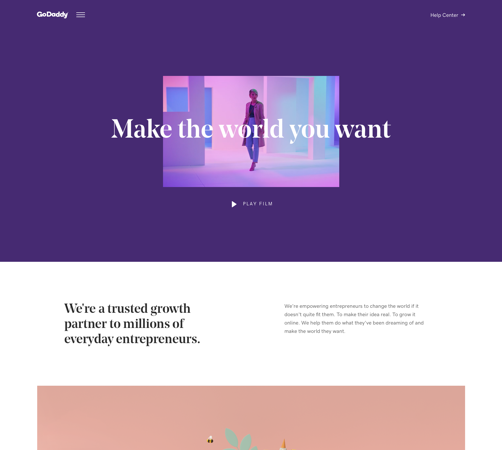 GoDaddy
Help Center →
Make the world you want
PLAY FILM
We're a trusted growth
partner to millions of
everyday entrepreneurs.
We're empowering entrepreneurs to change the world if it
doesn't quite fit them. To make their idea real. To grow it
online. We help them do what they've been dreaming of and
make the world they want.